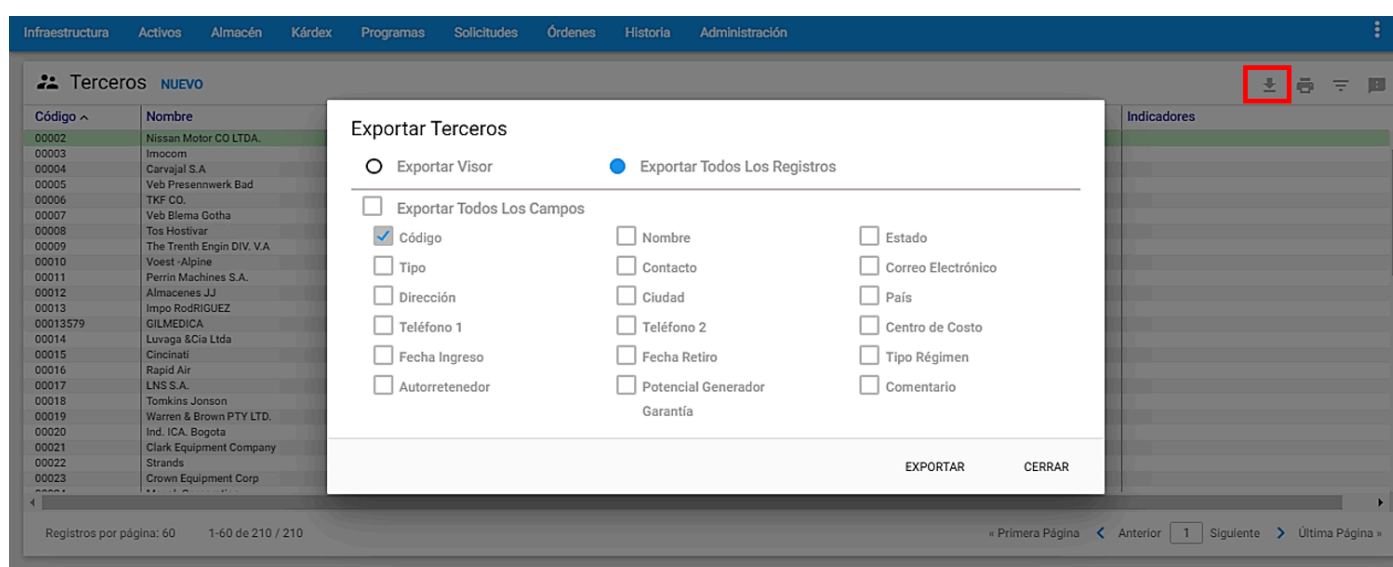 Infraestructura Activos Almacén Kárdex Programas Solicitudes Órdenes Historia Administración
Terceros NUEVO
Código Nombre Indicadores
00002 Nissan Motor CO LTDA.
00003 Imocom
00004 Carvajal S.A
00005 Veb Presennwerk Bad
00006 TKF CO.
00007 Veb Blema Gotha
00008 Tos Hostivar
00009 The Trenth Engin DIV. V.A
00010 Voest -Alpine
00011 Perrin Machines S.A.
00012 Almacenes JJ
00013 Impo RodRIGUEZ
00013579 GILMEDICA
00014 Luvaga &Cia Ltda
00015 Cincinati
00016 Rapid Air
00017 LNS S.A.
00018 Tomkins Jonson
00019 Warren & Brown PTY LTD.
00020 Ind. ICA. Bogota
00021 Clark Equipment Company
00022 Strands
00023 Crown Equipment Corp
Exportar Terceros
Exportar Visor Exportar Todos Los Registros
Exportar Todos Los Campos
Código Nombre Estado
Tipo Contacto Correo Electrónico
Dirección Ciudad País
Teléfono 1 Teléfono 2 Centro de Costo
Fecha Ingreso Fecha Retiro Tipo Régimen
Autorretenedor Potencial Generador Comentario
Garantía
EXPORTAR CERRAR
Registros por página: 60 1-60 de 210 / 210 « Primera Página Anterior 1 Siguiente Última Página »